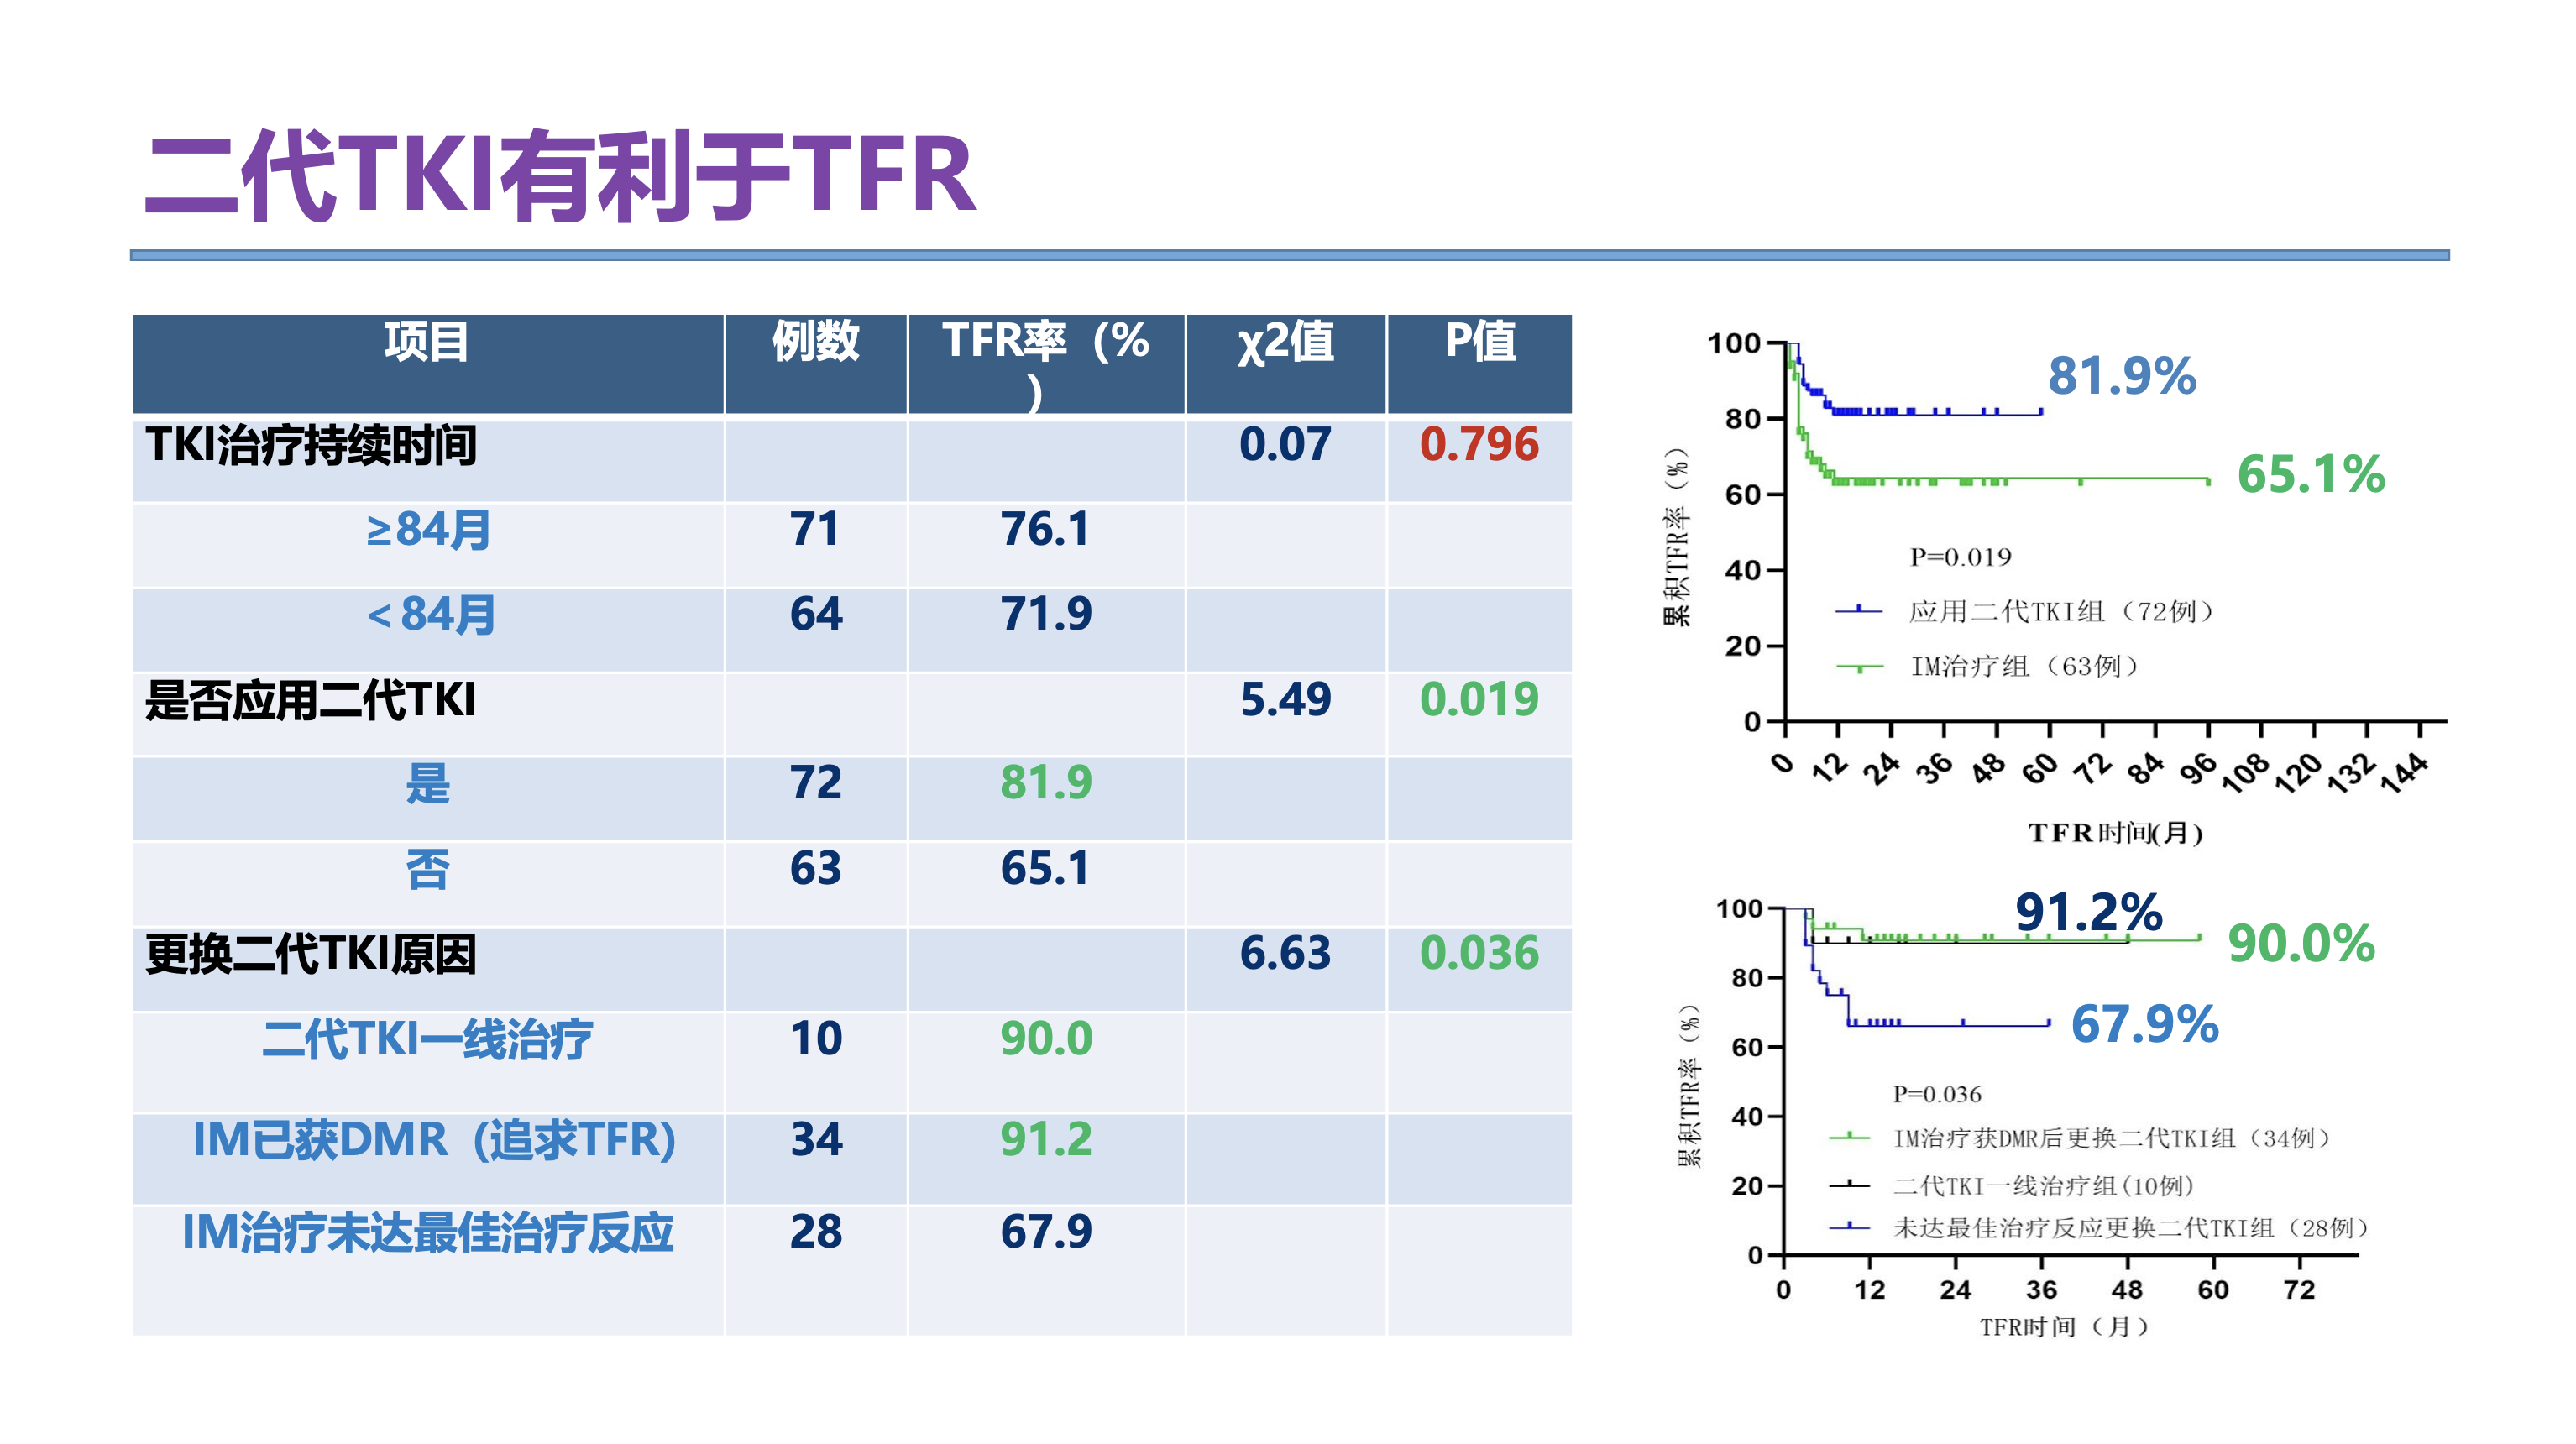 二代TKI有利于TFR
项目 例数 TFR率（%） χ2值 P值
TKI治疗持续时间 0.07 0.796
≥84月 71 76.1
<84月 64 71.9
是否应用二代TKI 5.49 0.019
是 72 81.9
否 63 65.1
更换二代TKI原因 6.63 0.036
二代TKI一线治疗 10 90.0
IM已获DMR (追求TFR) 34 91.2
IM治疗未达最佳治疗反应 28 67.9
累积TFR率（%）
100
80
60
40
20
0
81.9%
65.1%
P=0.019
应用二代TKI组（72例）
IM治疗组（63例）
0 12 24 36 48 60 72 84 96 108 120 132 144
TFR时间(月)
累积TFR率（%）
100
80
60
40
20
0
91.2%
90.0%
67.9%
P=0.036
IM治疗获DMR后更换二代TKI组（34例）
二代TKI一线治疗组(10例)
未达最佳治疗反应更换二代TKI组（28例）
0 12 24 36 48 60 72
TFR时间（月）